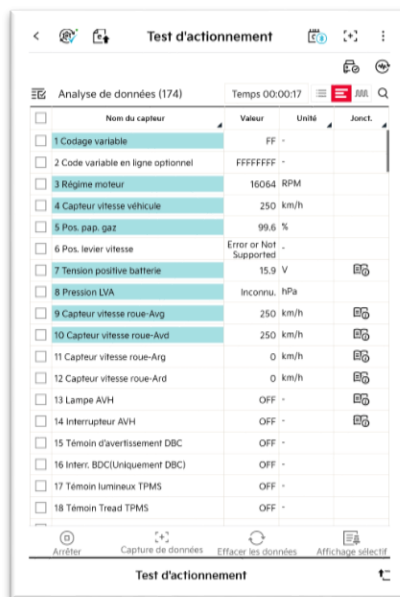 Test d'actionnement
Analyse de données (174) Temps 00:00:17
Nom du capteur Valeur Unité Jonct.
1 Codage variable FF -
2 Code variable en ligne optionnel FFFFFFFF -
3 Régime moteur 16064 RPM
4 Capteur vitesse véhicule 250 km/h
5 Pos. pap. gaz 99.6 %
6 Pos. levier vitesse Error or Not Supported -
7 Tension positive batterie 15.9 V
8 Pression LVA Inconnu. hPa
9 Capteur vitesse roue-Avg 250 km/h
10 Capteur vitesse roue-Avd 250 km/h
11 Capteur vitesse roue-Arg 0 km/h
12 Capteur vitesse roue-Ard 0 km/h
13 Lampe AVH OFF -
14 Interrupteur AVH OFF -
15 Témoin d'avertissement DBC OFF -
16 Interr. BDC(Uniquement DBC) OFF -
17 Témoin lumineux TPMS OFF -
18 Témoin Tread TPMS OFF -
Arrêter Capture de données Effacer les données Affichage sélectif
Test d'actionnement